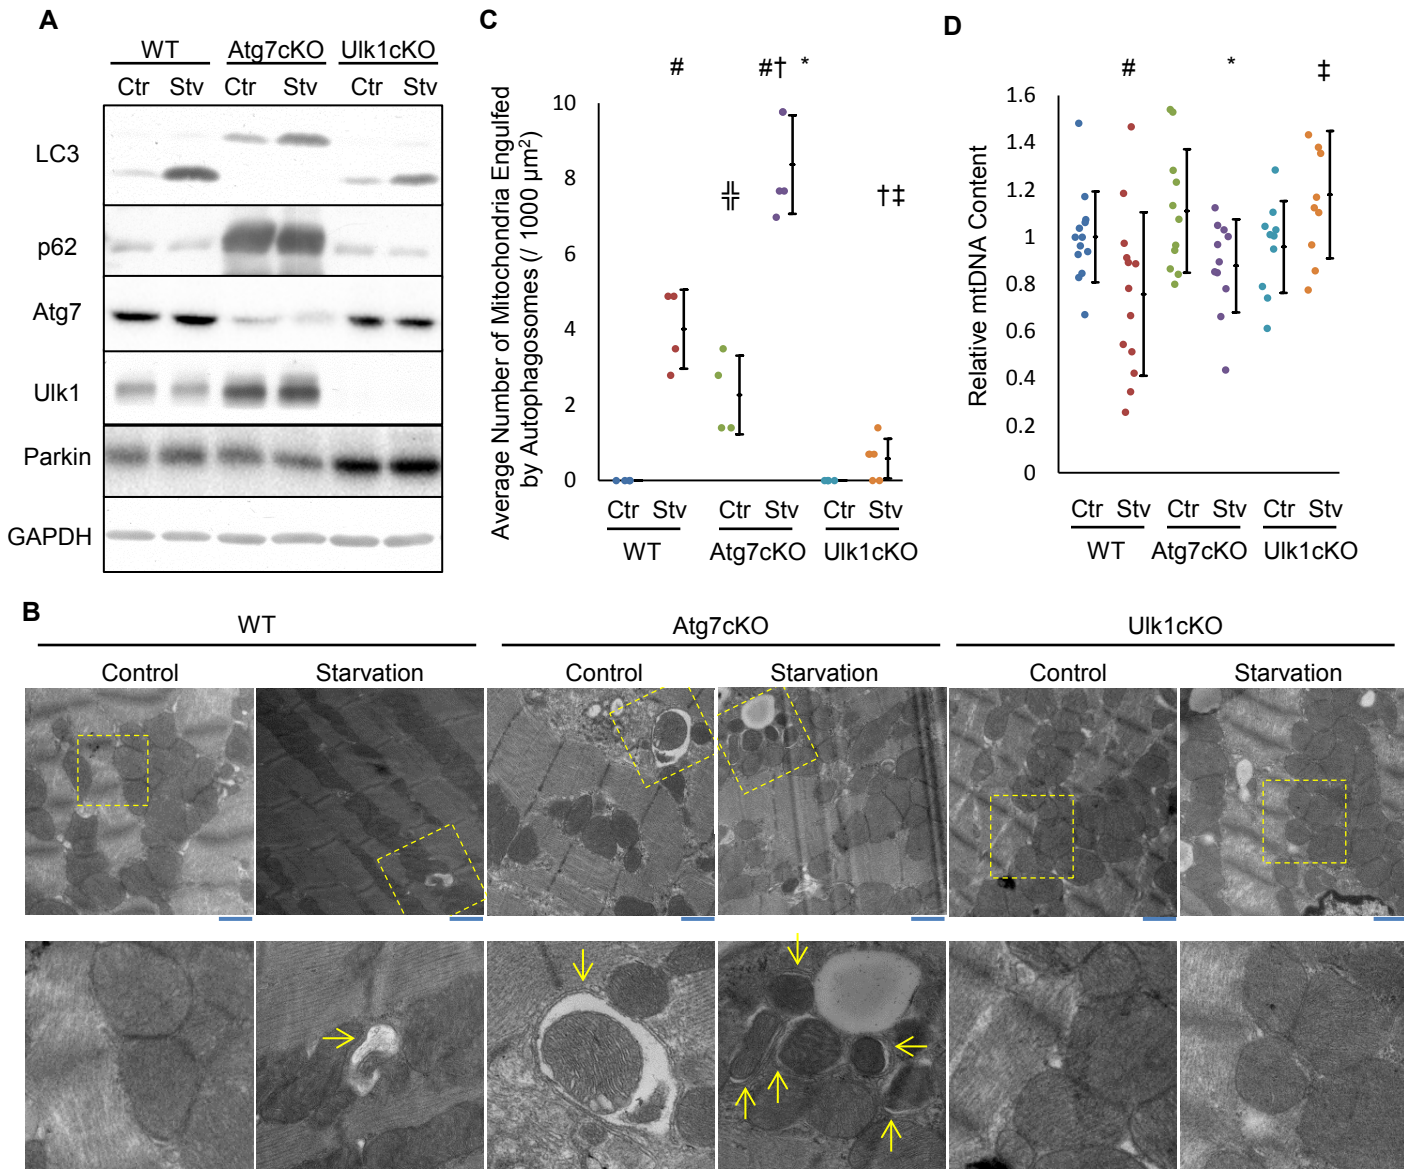 A
WT Atg7cKO Ulk1cKO
Ctr Stv Ctr Stv Ctr Stv
LC3
p62
Atg7
Ulk1
Parkin
GAPDH
C
# #† *
╬ †‡
Average Number of Mitochondria Engulfed
by Autophagosomes (/ 1000 µm²)
10
8
6
4
2
0
Ctr Stv Ctr Stv Ctr Stv
WT Atg7cKO Ulk1cKO
D
# * ‡
Relative mtDNA Content
1.6
1.4
1.2
1
0.8
0.6
0.4
0.2
0
Ctr Stv Ctr Stv Ctr Stv
WT Atg7cKO Ulk1cKO
B
WT Atg7cKO Ulk1cKO
Control Starvation Control Starvation Control Starvation